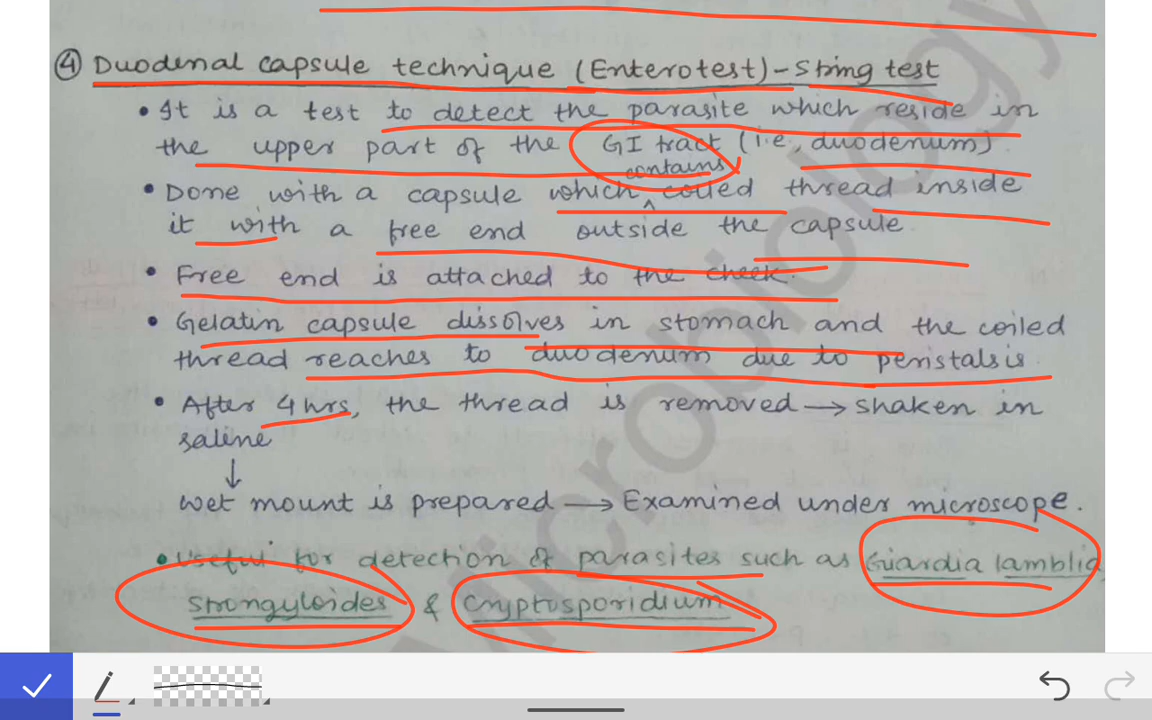 ④ Duodenal capsule technique (Enterotest) - String test
• It is a test to detect the parasite which reside in
the upper part of the GI tract (i.e, duodenum)
contains
• Done with a capsule which ^ coiled thread inside
it with a free end outside the capsule
• Free end is attached to the cheek.
• Gelatin capsule dissolves in stomach and the coiled
thread reaches to duodenum due to peristalsis
• After 4 hrs, the thread is removed → shaken in
saline
↓
Wet mount is prepared → Examined under microscope.
• Useful for detection of parasites such as Guardia lamblia,
Strongyloides & Cryptosporidium
Microbiology